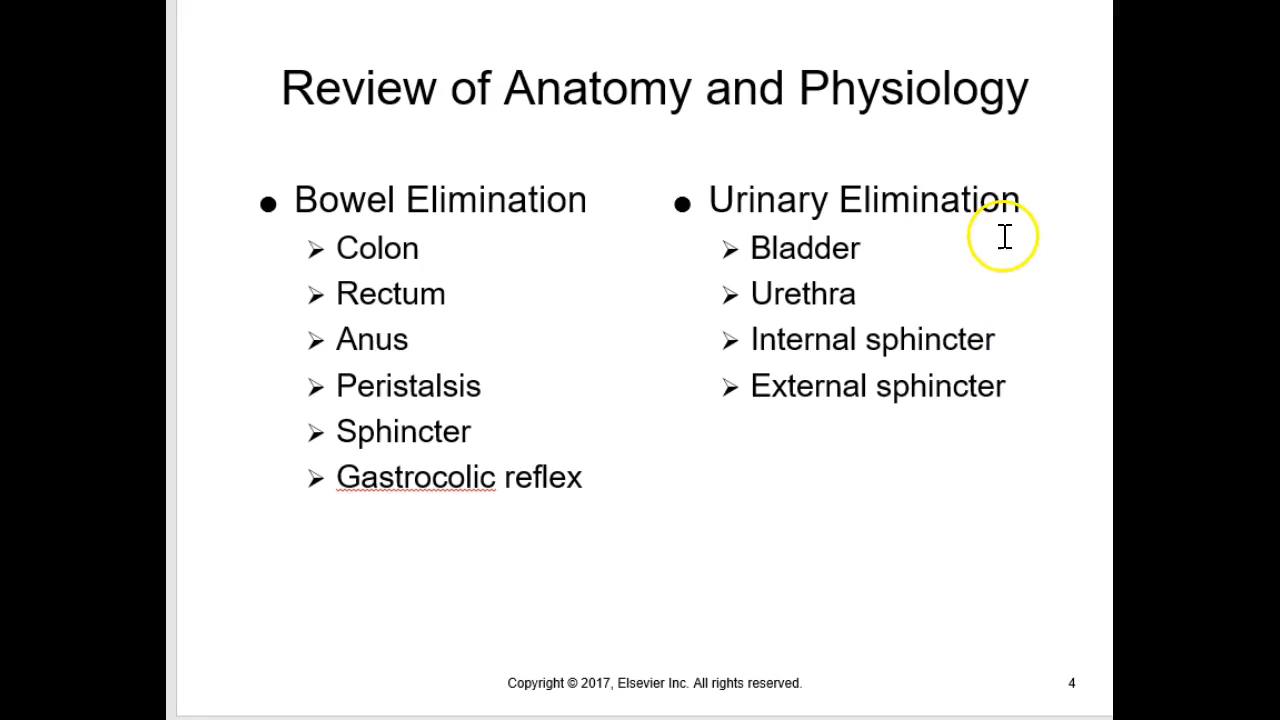 Review of Anatomy and Physiology
● Bowel Elimination
➢ Colon
➢ Rectum
➢ Anus
➢ Peristalsis
➢ Sphincter
➢ Gastrocolic reflex
● Urinary Elimination
➢ Bladder
➢ Urethra
➢ Internal sphincter
➢ External sphincter
Copyright © 2017, Elsevier Inc. All rights reserved.
4